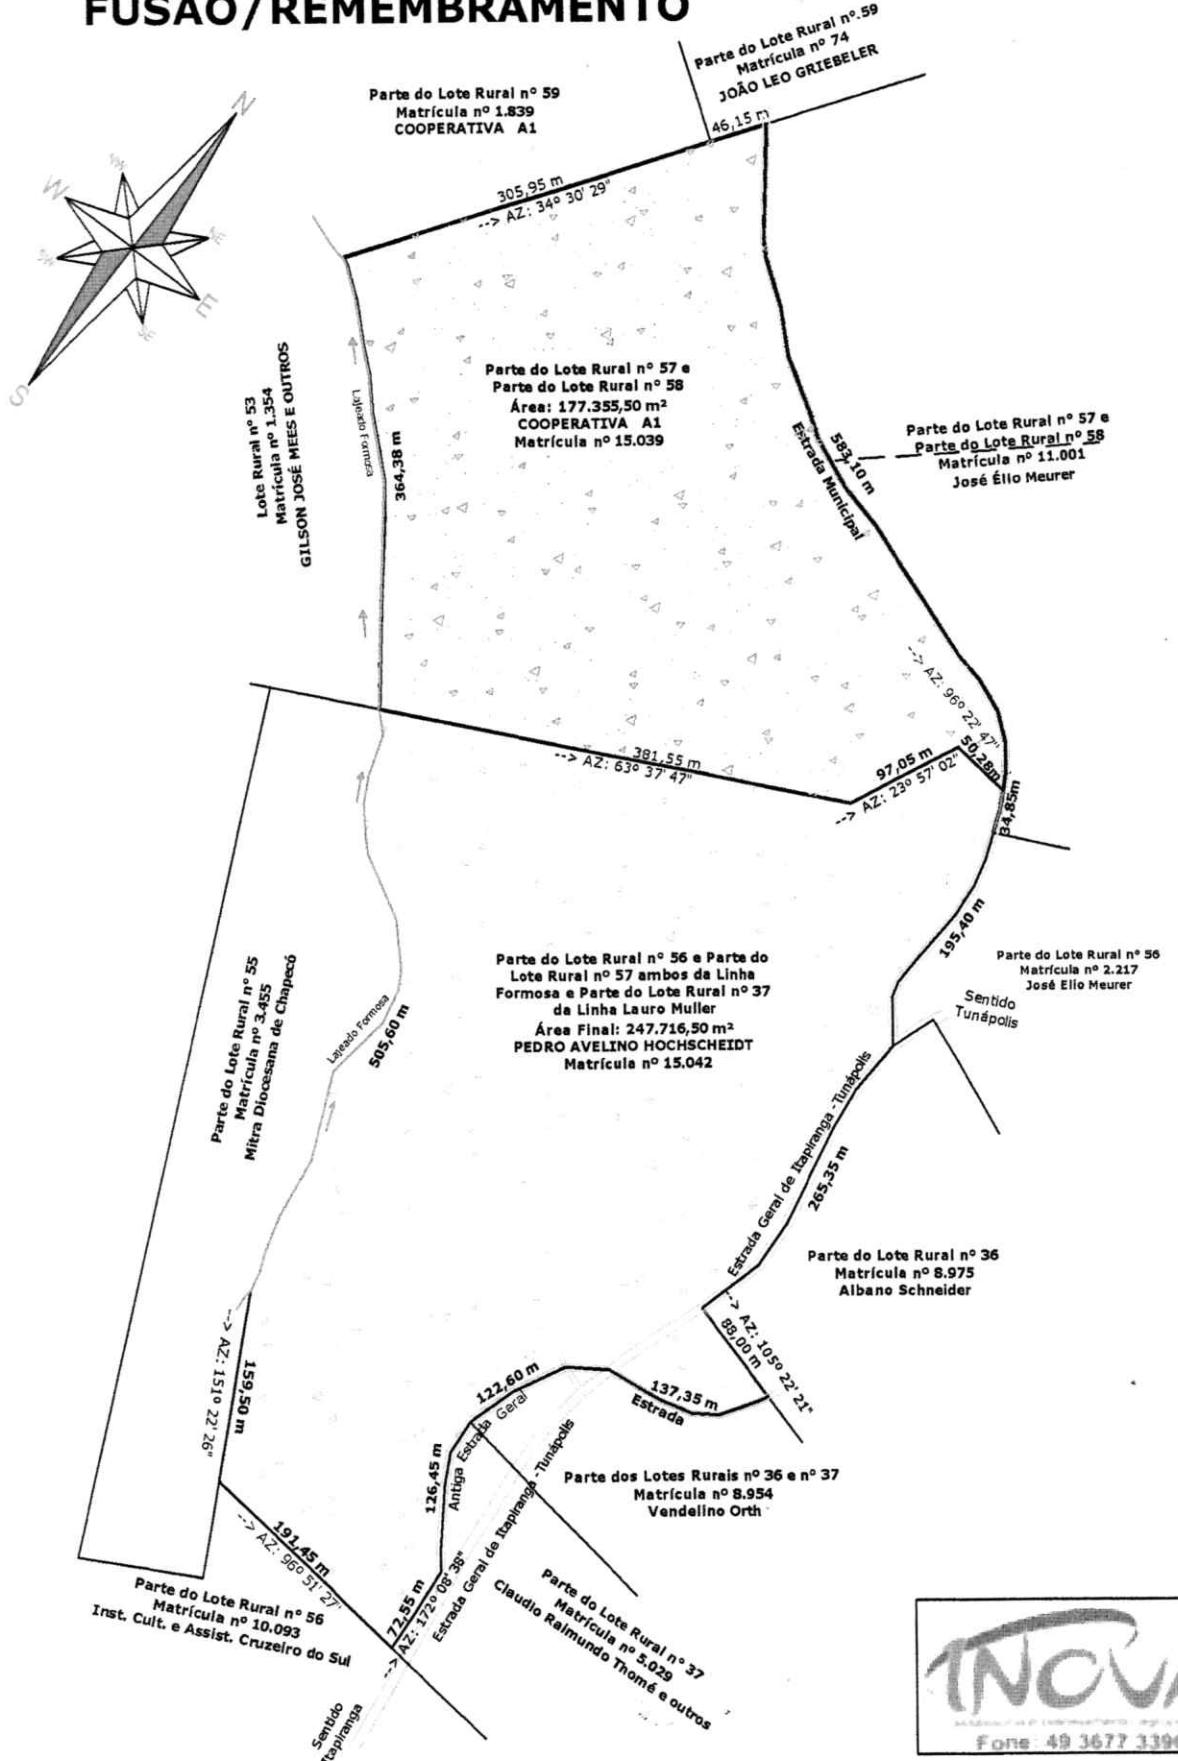 FUSÃO/REMEMBRAMENTO
Parte do Lote Rural nº.59
Matrícula nº 74
JOÃO LEO GRIEBELER
Parte do Lote Rural nº 59
Matrícula nº 1.839
COOPERATIVA A1
46,15 m
305,95 m
--> AZ: 34º 30' 29"
N
NW
W
SW
S
SE
E
NE
Lote Rural nº 53
Matrícula nº 1.354
GILSON JOSÉ MEES E OUTROS
Lajeado Formosa
364,38 m
Parte do Lote Rural nº 57 e
Parte do Lote Rural nº 58
Área: 177.355,50 m²
COOPERATIVA A1
Matrícula nº 15.039
Estrada Municipal
583,10 m
Parte do Lote Rural nº 57 e
Parte do Lote Rural nº 58
Matrícula nº 11.001
José Élio Meurer
--> AZ: 96º 22' 47"
50,28m
381,55 m
--> AZ: 63º 37' 47"
97,05 m
--> AZ: 23º 57' 02"
34,85m
195,40 m
Parte do Lote Rural nº 55
Matrícula nº 3.455
Mitra Diocesana de Chapecó
Lajeado Formosa
505,60 m
Parte do Lote Rural nº 56 e Parte do
Lote Rural nº 57 ambos da Linha
Formosa e Parte do Lote Rural nº 37
da Linha Lauro Muller
Área Final: 247.716,50 m²
PEDRO AVELINO HOCHSCHEIDT
Matrícula nº 15.042
Parte do Lote Rural nº 56
Matrícula nº 2.217
José Elio Meurer
Sentido
Tunápolis
Estrada Geral de Itapiranga -Tunápolis
265,35 m
Parte do Lote Rural nº 36
Matrícula nº 8.975
Albano Schneider
--> AZ: 105º 22' 21"
88,00 m
--> AZ: 151º 22' 26"
159,50 m
122,60 m
137,35 m
Estrada
Antiga Estrada Geral
126,45 m
Estrada Geral de Itapiranga -Tunápolis
Parte dos Lotes Rurais nº 36 e nº 37
Matrícula nº 8.954
Vendelino Orth
191,45 m
--> AZ: 96º 51' 27"
72,55 m
--> AZ: 172º 08' 38"
Parte do Lote Rural nº 56
Matrícula nº 10.093
Inst. Cult. e Assist. Cruzeiro do Sul
Parte do Lote Rural nº 37
Matrícula nº 5.029
Claudio Raimundo Thomé e outros
Sentido
Itapiranga
INOVA
Fone: 49 3677 339